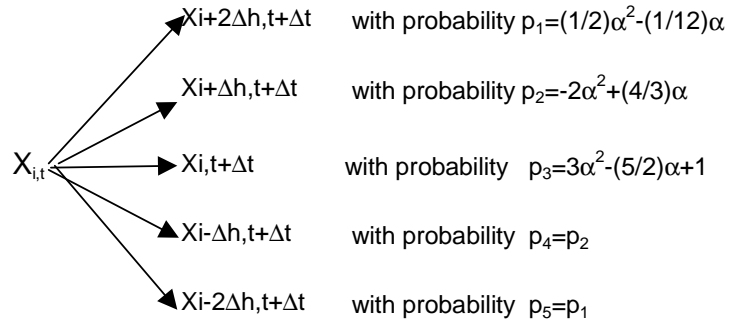 Xi+2Δh,t+Δt with probability p₁=(1/2)α²-(1/12)α
Xi+Δh,t+Δt with probability p₂=-2α²+(4/3)α
X_{i,t} Xi,t+Δt with probability p₃=3α²-(5/2)α+1
Xi-Δh,t+Δt with probability p₄=p₂
Xi-2Δh,t+Δt with probability p₅=p₁